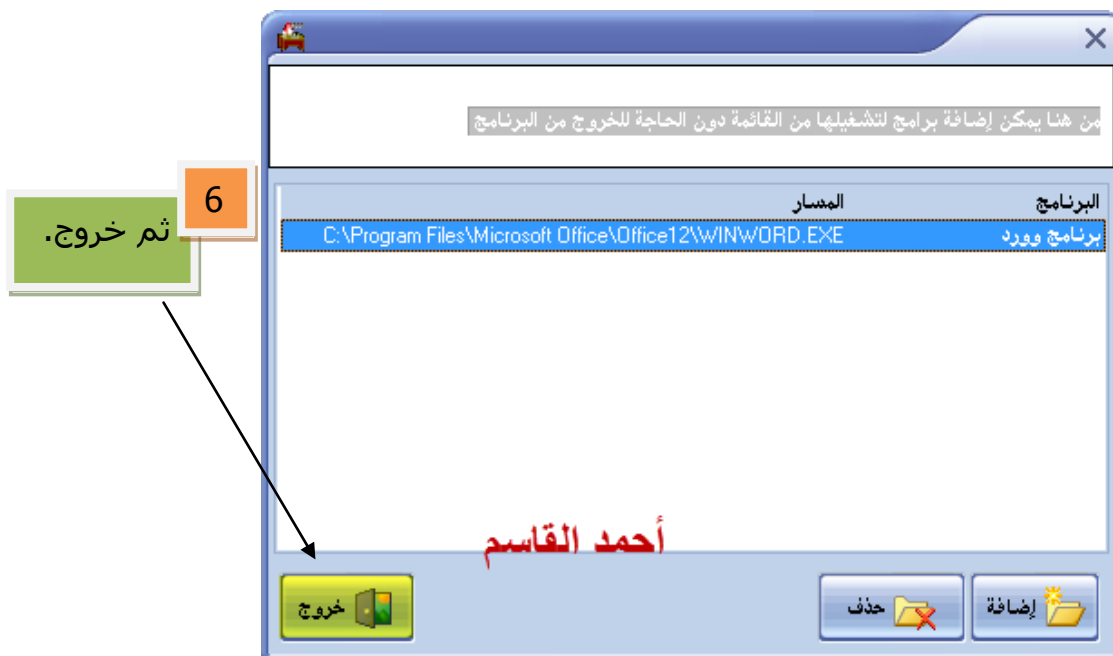 من هنا يمكن إضافة برامج لتشغيلها من القائمة دون الحاجة للخروج من البرنامج
6
ثم خروج.
البرنامج المسار
برنامج وورد C:\Program Files\Microsoft Office\Office12\WINWORD.EXE
أحمد القاسم
إضافة حذف خروج